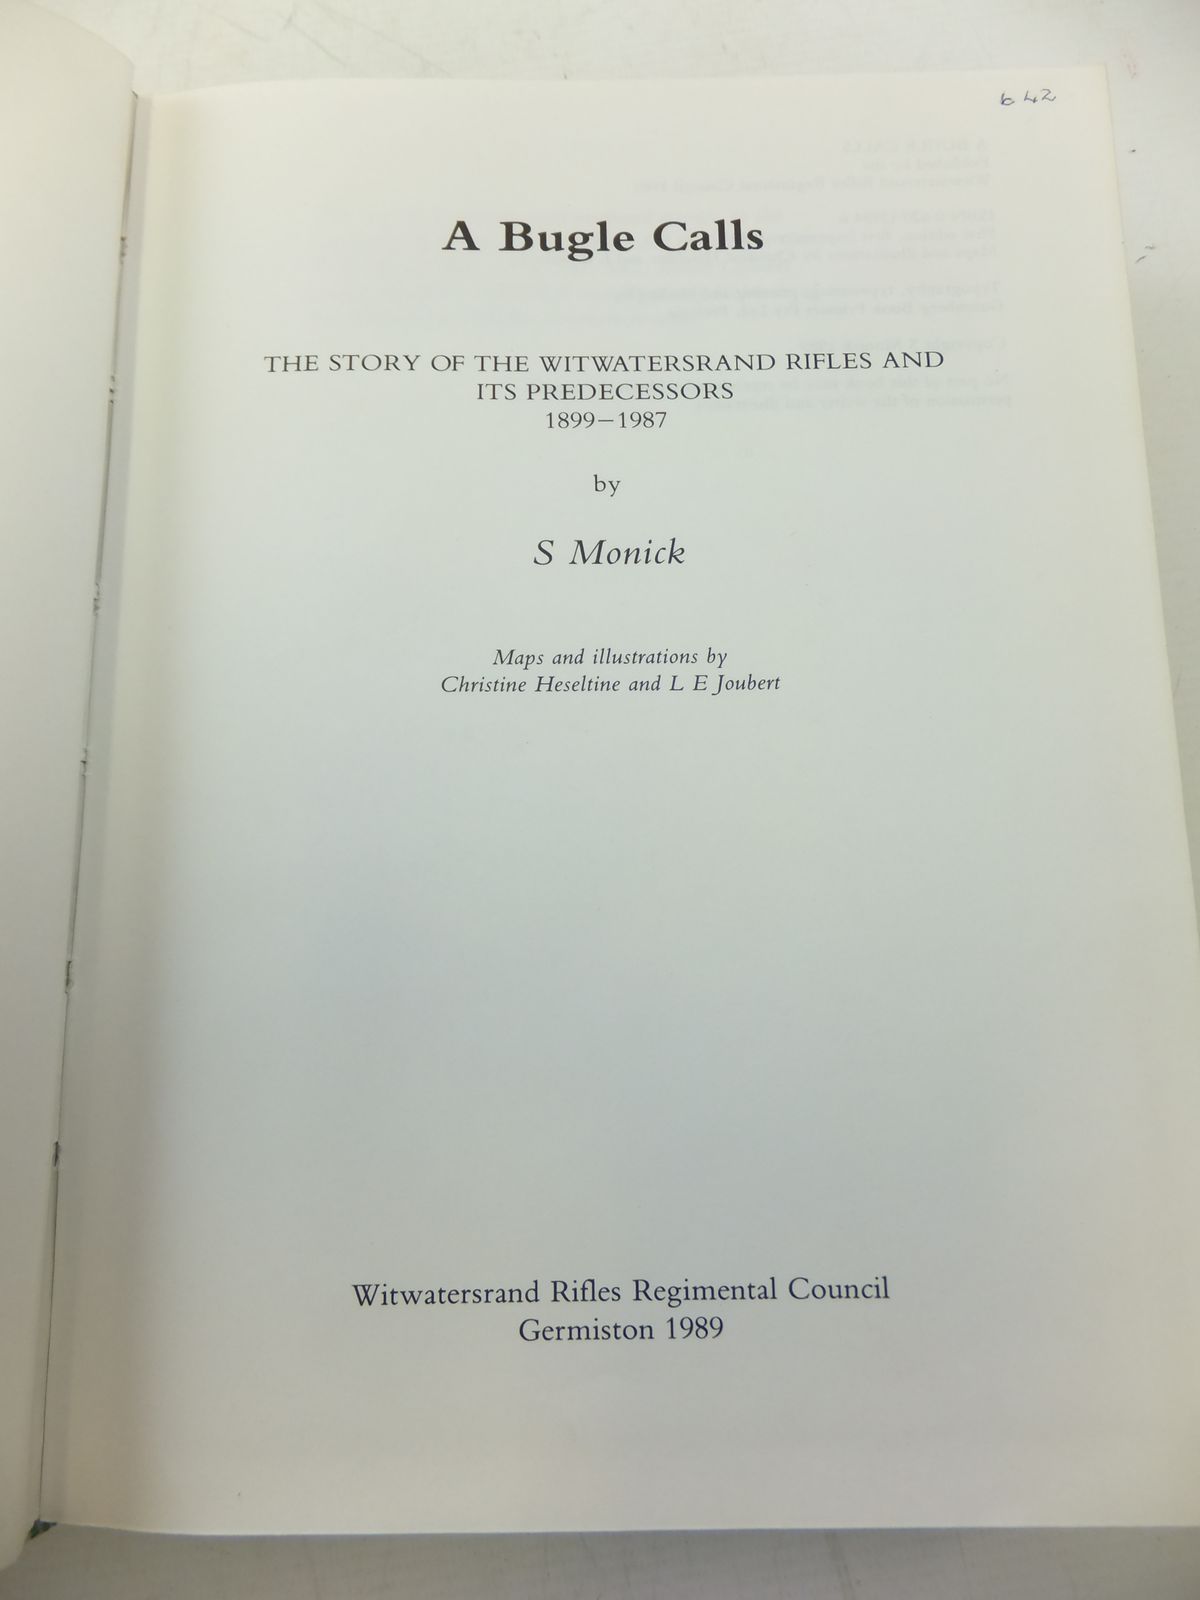 642
A Bugle Calls
THE STORY OF THE WITWATERSRAND RIFLES AND
ITS PREDECESSORS
1899–1987
by
S Monick
Maps and illustrations by
Christine Heseltine and L E Joubert
Witwatersrand Rifles Regimental Council
Germiston 1989